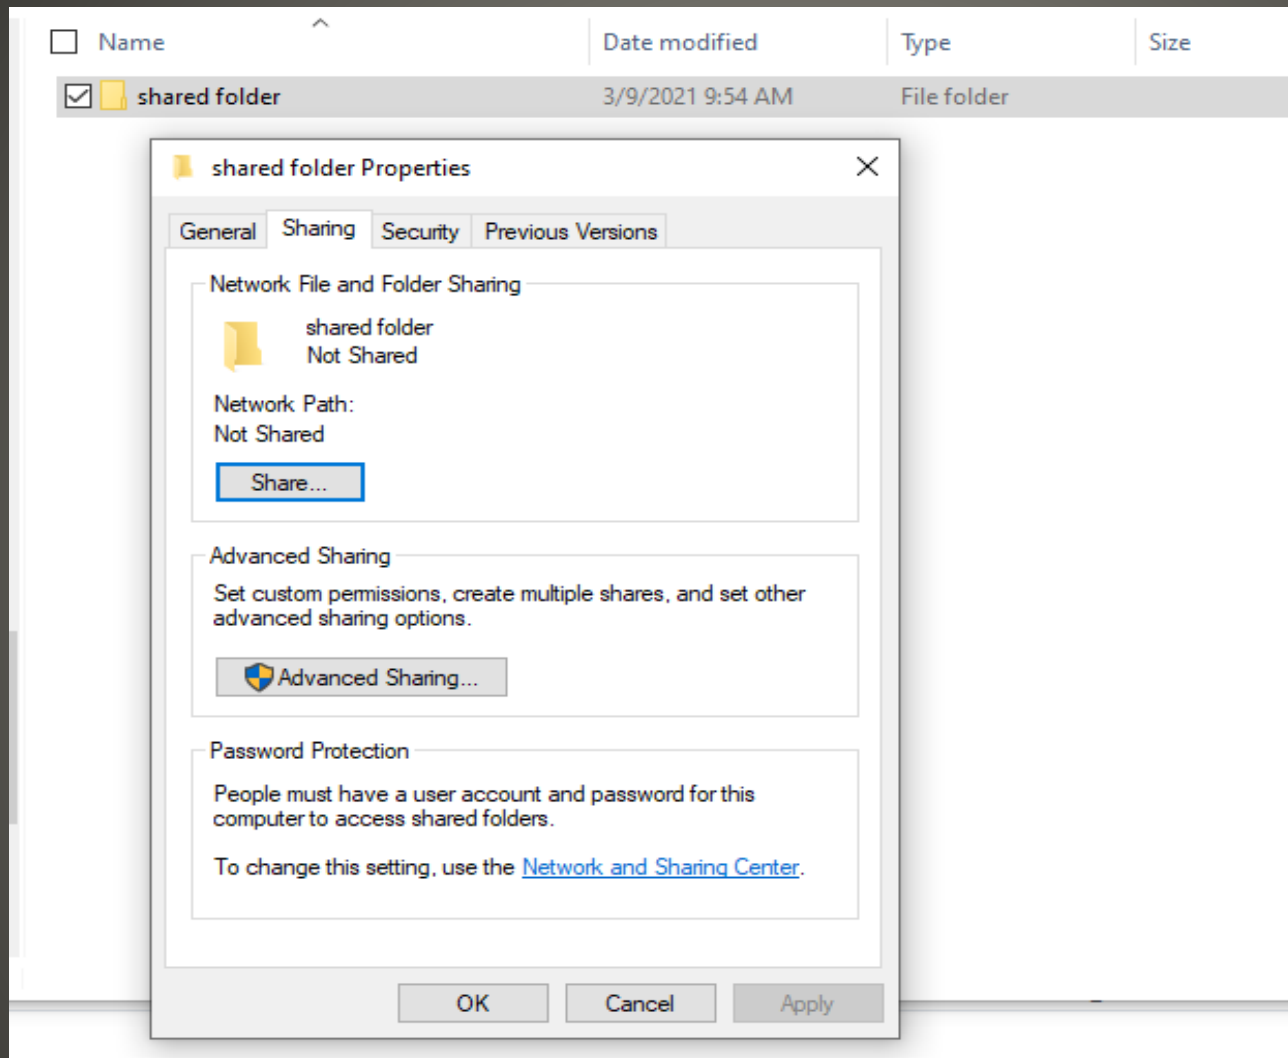 Name Date modified Type Size
shared folder 3/9/2021 9:54 AM File folder
shared folder Properties
General Sharing Security Previous Versions
Network File and Folder Sharing
shared folder
Not Shared
Network Path:
Not Shared
Share...
Advanced Sharing
Set custom permissions, create multiple shares, and set other
advanced sharing options.
Advanced Sharing...
Password Protection
People must have a user account and password for this
computer to access shared folders.
To change this setting, use the Network and Sharing Center.
OK Cancel Apply